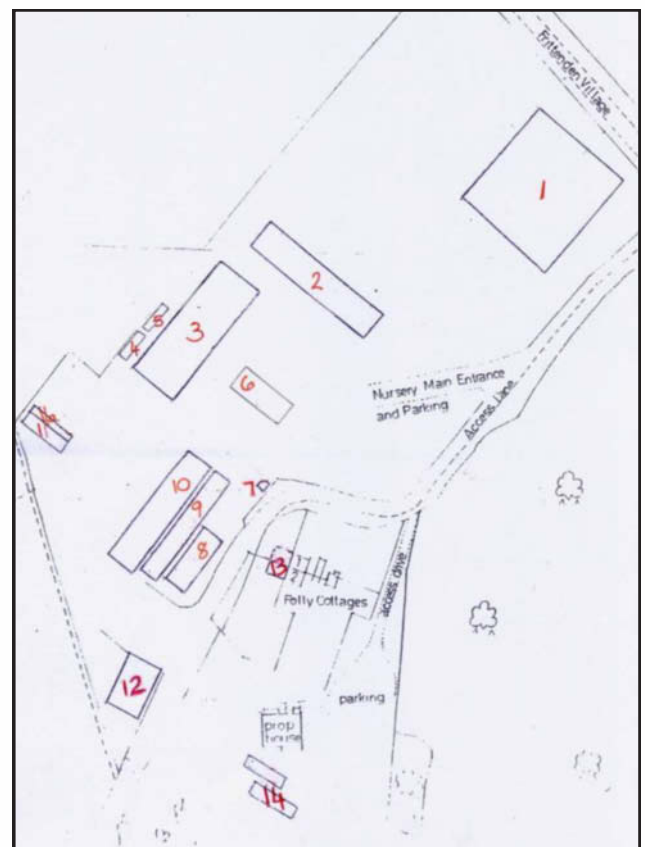 Frittenden Village
1
2
3
5
4
6
Nursery Main Entrance
and Parking
Access Lane
11a
11
10
9
8
7
13
Folly Cottages
access drive
12
parking
prop
house
14